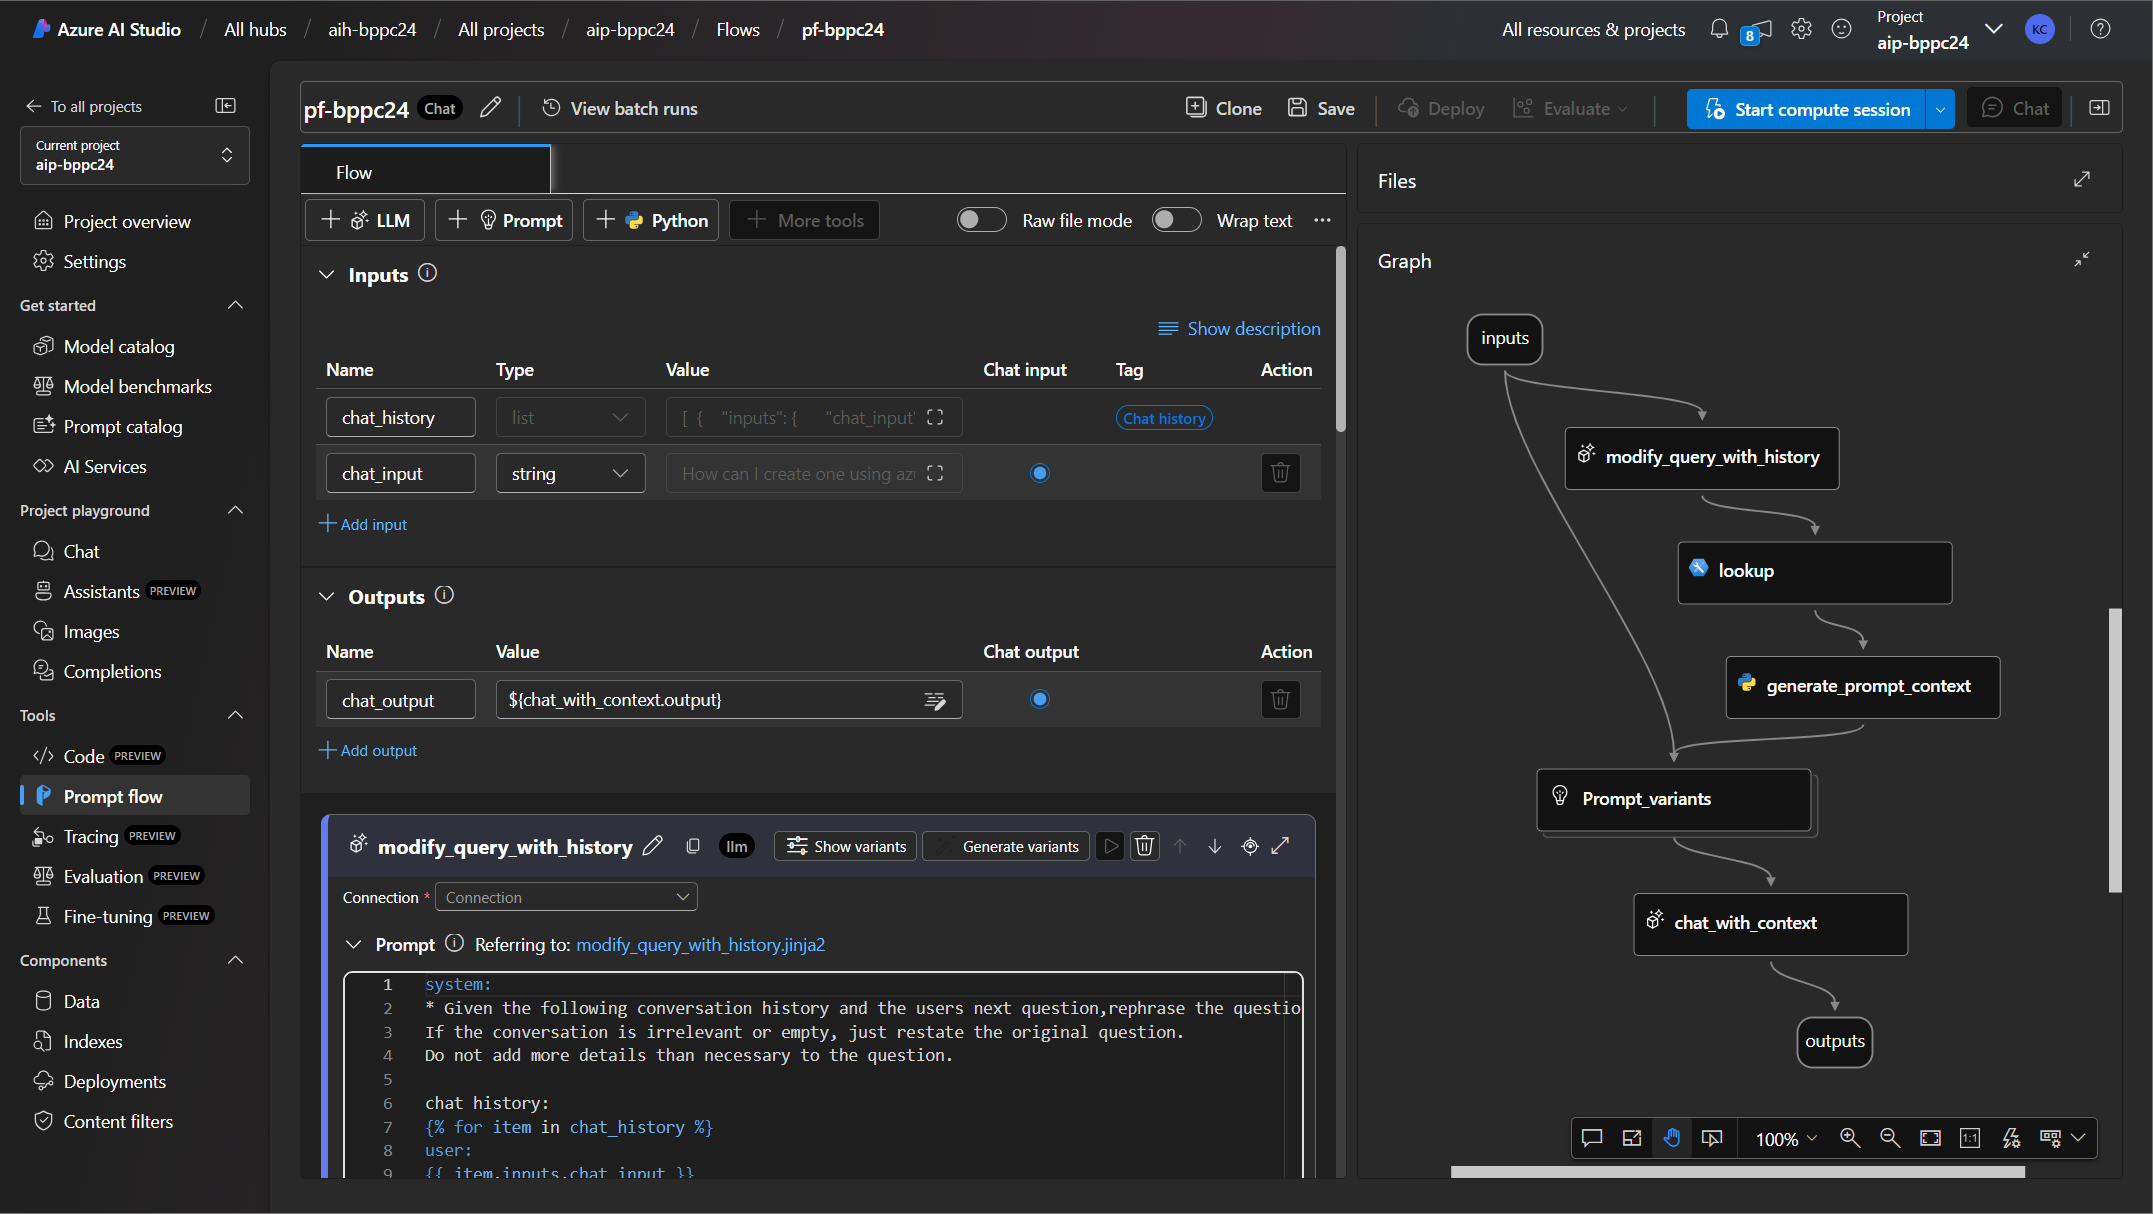 Azure AI Studio / All hubs / aih-bppc24 / All projects / aip-bppc24 / Flows / pf-bppc24
All resources & projects
8
Project
aip-bppc24
KC
To all projects
Current project
aip-bppc24
Project overview
Settings
Get started
Model catalog
Model benchmarks
Prompt catalog
AI Services
Project playground
Chat
Assistants PREVIEW
Images
Completions
Tools
Code PREVIEW
Prompt flow
Tracing PREVIEW
Evaluation PREVIEW
Fine-tuning PREVIEW
Components
Data
Indexes
Deployments
Content filters
pf-bppc24 Chat View batch runs Clone Save Deploy Evaluate Start compute session Chat
Flow
LLM Prompt Python More tools Raw file mode Wrap text
Inputs
Show description
Name Type Value Chat input Tag Action
chat_history list [ { "inputs": { "chat_input" Chat history
chat_input string How can I create one using az
Add input
Outputs
Name Value Chat output Action
chat_output ${chat_with_context.output}
Add output
modify_query_with_history llm Show variants Generate variants
Connection * Connection
Prompt Referring to: modify_query_with_history.jinja2
1 system:
2 * Given the following conversation history and the users next question,rephrase the questio
3 If the conversation is irrelevant or empty, just restate the original question.
4 Do not add more details than necessary to the question.
5
6 chat history:
7 {% for item in chat_history %}
8 user:
9 {{ item.inputs.chat_input }}
Files
Graph
inputs
modify_query_with_history
lookup
generate_prompt_context
Prompt_variants
chat_with_context
outputs
100%
1:1